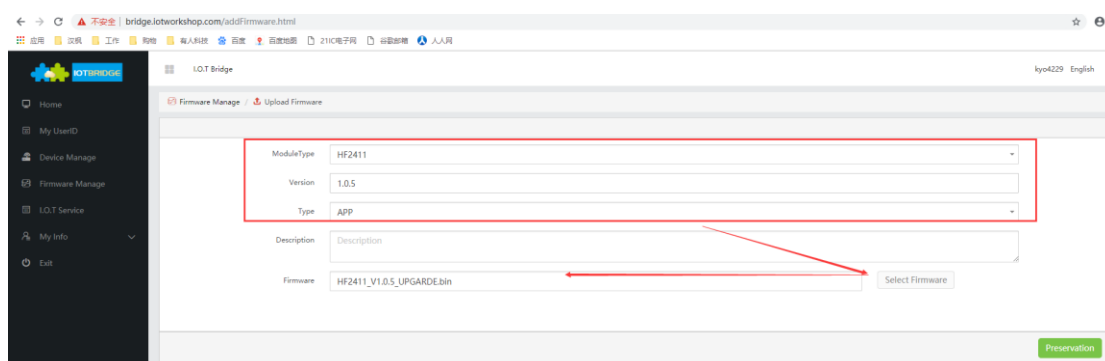 不安全 | bridge.iotworkshop.com/addFirmware.html
应用 汉枫 工作 购物 有人科技 百度 百度地图 21IC电子网 谷歌邮箱 人人网
IOTBRIDGE
I.O.T Bridge
kyo4229 English
Home
My UserID
Device Manage
Firmware Manage
I.O.T Service
My Info
Exit
Firmware Manage / Upload Firmware
ModuleType HF2411
Version 1.0.5
Type APP
Description Description
Firmware HF2411_V1.0.5_UPGARDE.bin Select Firmware
Preservation